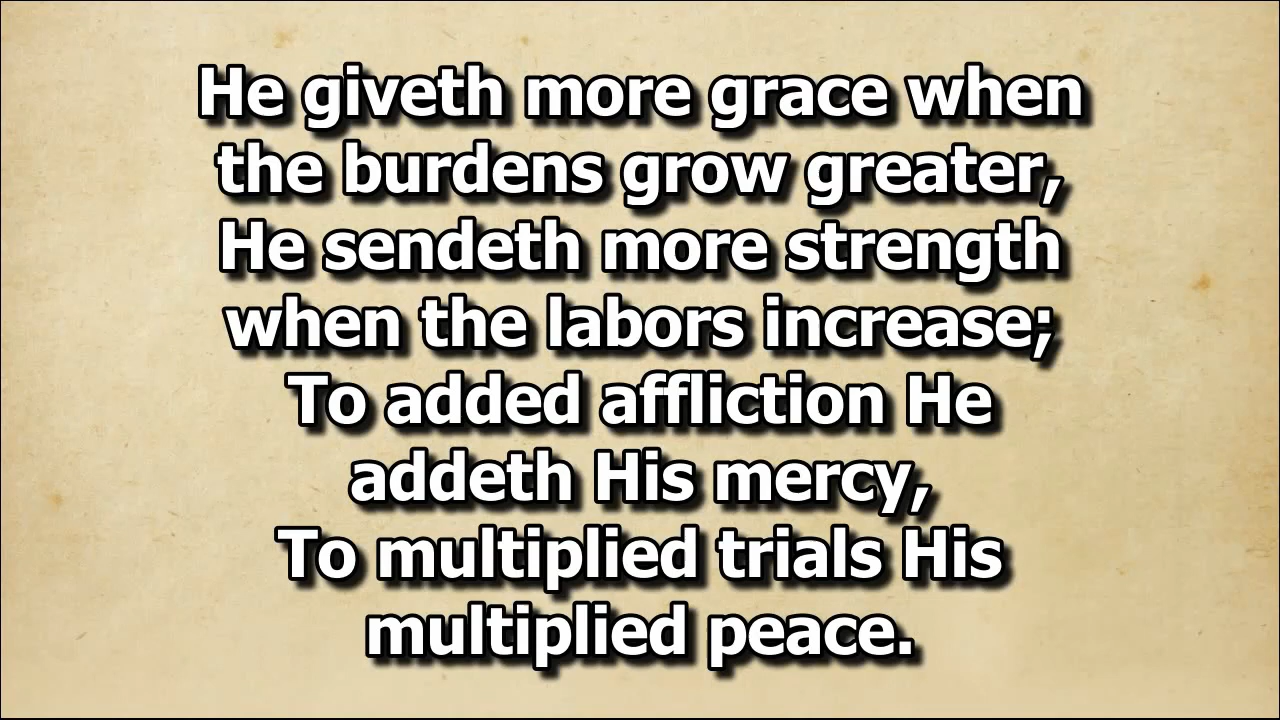 He giveth more grace when
the burdens grow greater,
He sendeth more strength
when the labors increase;
To added affliction He
addeth His mercy,
To multiplied trials His
multiplied peace.